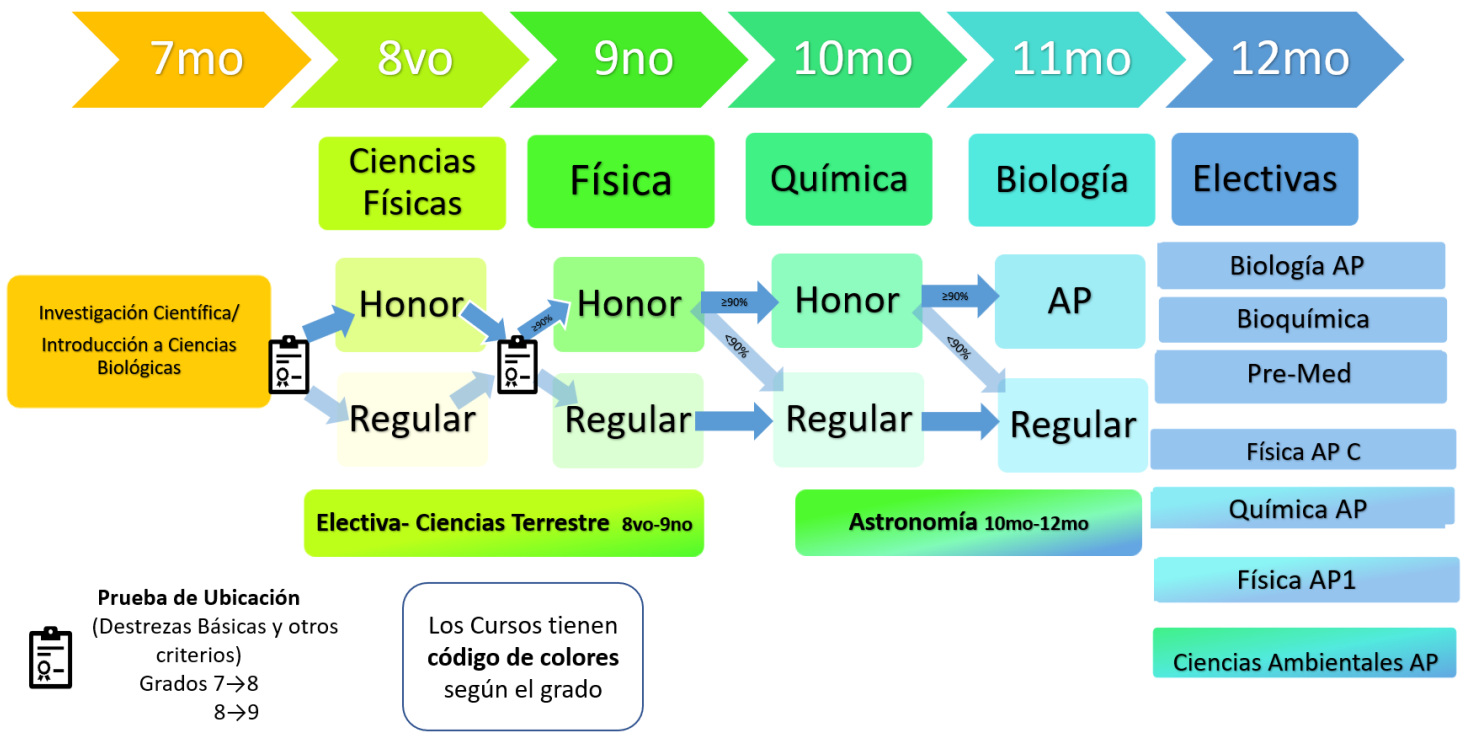 7mo
8vo
9no
10mo
11mo
12mo
Ciencias
Físicas
Física
Química
Biología
Electivas
Investigación Científica/
Introducción a Ciencias
Biológicas
Honor
Regular
≥90%
Honor
Regular
≥90%
<90%
Honor
Regular
≥90%
<90%
AP
Regular
Biología AP
Bioquímica
Pre-Med
Física AP C
Química AP
Física AP1
Ciencias Ambientales AP
Electiva- Ciencias Terrestre 8vo-9no
Astronomía 10mo-12mo
Prueba de Ubicación
(Destrezas Básicas y otros
criterios)
Grados 7→8
8→9
Los Cursos tienen
código de colores
según el grado